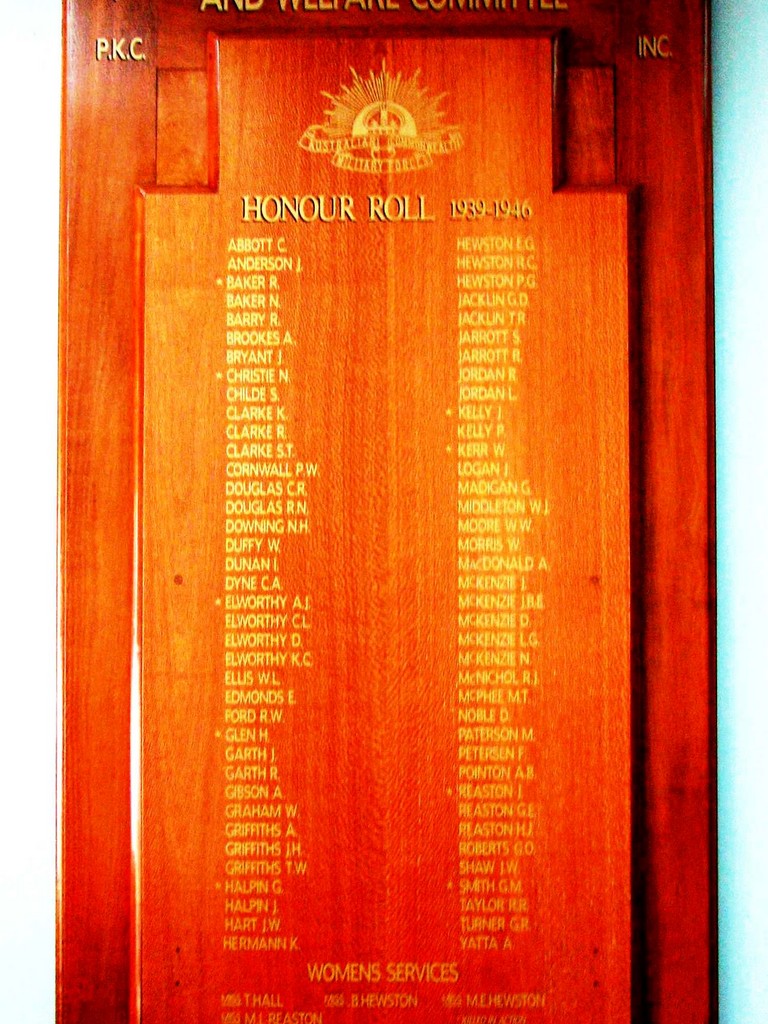 AND WELFARE COMMITTEE
P.K.C. INC.
AUSTRALIAN COMMONWEALTH
MILITARY FORCES
HONOUR ROLL 1939-1946
ABBOTT C.
ANDERSON J.
* BAKER R.
BAKER N.
BARRY R.
BROOKES A.
BRYANT J.
* CHRISTIE N.
CHILDE S.
CLARKE K.
CLARKE R.
CLARKE S.T.
CORNWALL P.W.
DOUGLAS C.R.
DOUGLAS R.N.
DOWNING N.H.
DUFFY W.
DUNAN I.
DYNE C.A.
* ELWORTHY A.J.
ELWORTHY C.L.
ELWORTHY D.
ELWORTHY K.C.
ELLIS W.L.
EDMONDS E.
FORD R.W.
* GLEN H.
GARTH J.
GARTH R.
GIBSON A.
GRAHAM W.
GRIFFITHS A.
GRIFFITHS J.H.
GRIFFITHS T.W.
* HALPIN G.
HALPIN J.
HART J.W.
HERMANN K.
HEWSTON E.G.
HEWSTON R.C.
HEWSTON P.G.
JACKLIN G.D.
JACKLIN T.R.
JARROTT S.
JARROTT R.
JORDAN R.
JORDAN L.
* KELLY J.
KELLY P.
* KERR W.
LOGAN J.
MADIGAN G.
MIDDLETON W.J.
MOORE W.W.
MORRIS W.
MacDONALD A.
McKENZIE J.
McKENZIE J.B.E.
McKENZIE D.
McKENZIE L.G.
McKENZIE N.
McNICHOL R.J.
McPHEE M.T.
NOBLE D.
PATERSON M.
PETERSEN F.
POINTON A.B.
* REASTON J.
REASTON G.E.
REASTON H.J.
ROBERTS G.O.
SHAW J.W.
* SMITH G.M.
TAYLOR R.R.
TURNER G.R.
YATTA A.
WOMENS SERVICES
MISS T.HALL MISS .B.HEWSTON MISS M.E.HEWSTON
MISS M.L.REASTON * KILLED IN ACTION